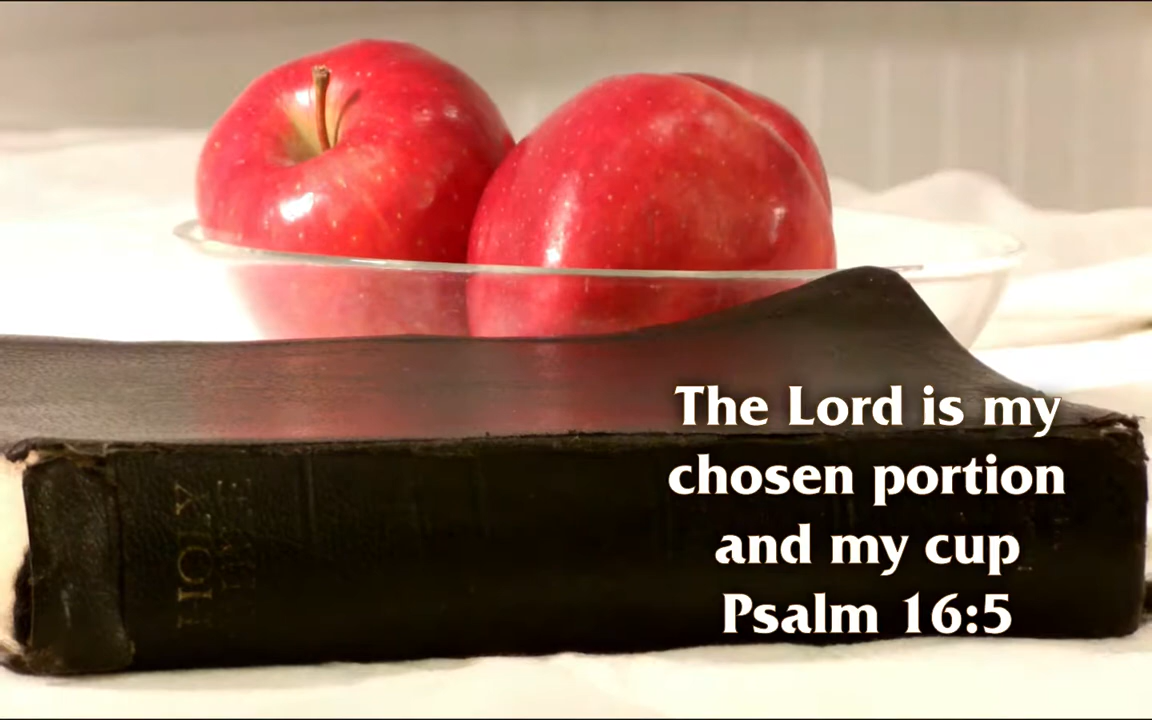 HOLY
The Lord is my
chosen portion
and my cup
Psalm 16:5